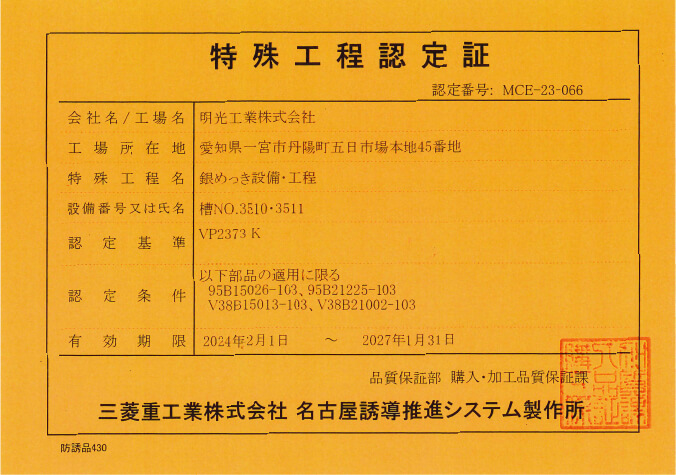 特殊工程認定証
認定番号: MCE-23-066
会社名/工場名 明光工業株式会社
工場所在地 愛知県一宮市丹陽町五日市場本地45番地
特殊工程名 銀めっき設備・工程
設備番号又は氏名 槽NO.3510・3511
認定基準 VP2373 K
認定条件 以下部品の適用に限る
95B15026-103、95B21225-103
V38B15013-103、V38B21002-103
有効期限 2024年2月1日 ～ 2027年1月31日
品質保証部 購入・加工品質保証課
三菱重工業株式会社 名古屋誘導推進システム製作所
防誘品430